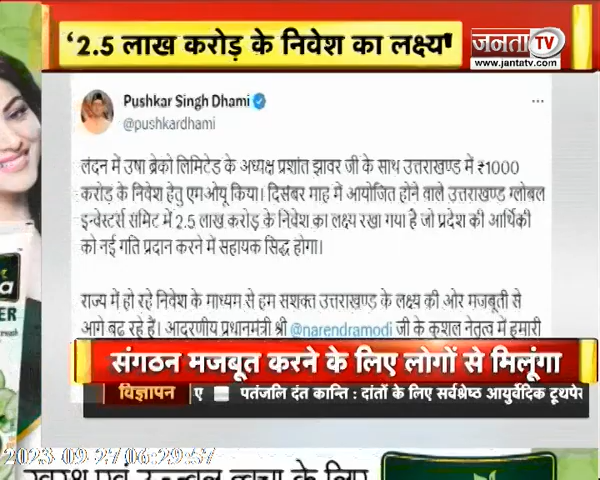 ‘2.5 लाख करोड़ के निवेश का लक्ष्य'
जनता TV
www.jantatv.com
Pushkar Singh Dhami
@pushkardhami
लंदन में उषा ब्रेको लिमिटेड के अध्यक्ष प्रशांत झावर जी के साथ उत्तराखण्ड में ₹1000
करोड़ के निवेश हेतु एमओयू किया। दिसंबर माह में आयोजित होने वाले उत्तराखण्ड ग्लोबल
इन्वेस्टर्स समिट में 2.5 लाख करोड़ के निवेश का लक्ष्य रखा गया है जो प्रदेश की आर्थिकी
को नई गति प्रदान करने में सहायक सिद्ध होगा।
राज्य में हो रहे निवेश के माध्यम से हम सशक्त उत्तराखण्ड के लक्ष्य की ओर मजबूती से
आगे बढ़ रहे हैं। आदरणीय प्रधानमंत्री श्री @narendramodi जी के कुशल नेतृत्व में हमारी
संगठन मजबूत करने के लिए लोगों से मिलूंगा
विज्ञापन ए पतंजलि दंत कान्ति : दांतों के लिए सर्वश्रेष्ठ आयुर्वेदिक टूथपे
2023-09-27 06:29:57